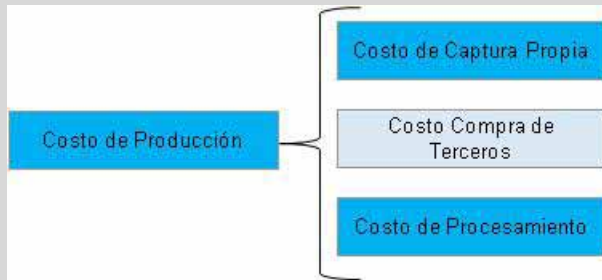 Costo de Captura Propia
Costo de Producción
Costo Compra de
Terceros
Costo de Procesamiento